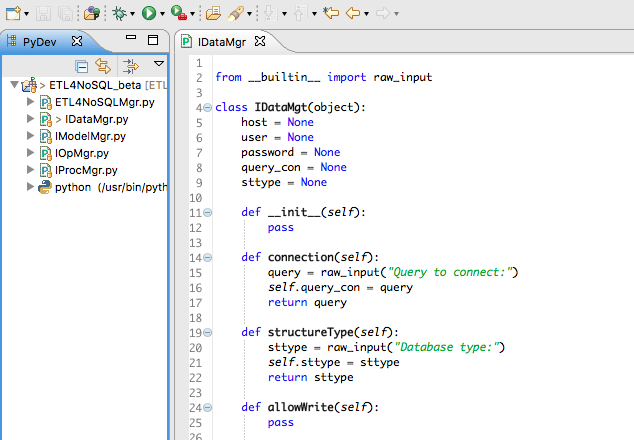 PyDev
IDataMgr
> ETL4NoSQL_beta [ETL
ETL4NoSQLMgr.py
> IDataMgr.py
IModelMgr.py
IOpMgr.py
IProcMgr.py
python (/usr/bin/pyth
1
2 from __builtin__ import raw_input
3
4 class IDataMgt(object):
5 host = None
6 user = None
7 password = None
8 query_con = None
9 sttype = None
10
11 def __init__(self):
12 pass
13
14 def connection(self):
15 query = raw_input("Query to connect:")
16 self.query_con = query
17 return query
18
19 def structureType(self):
20 sttype = raw_input("Database type:")
21 self.sttype = sttype
22 return sttype
23
24 def allowWrite(self):
25 pass